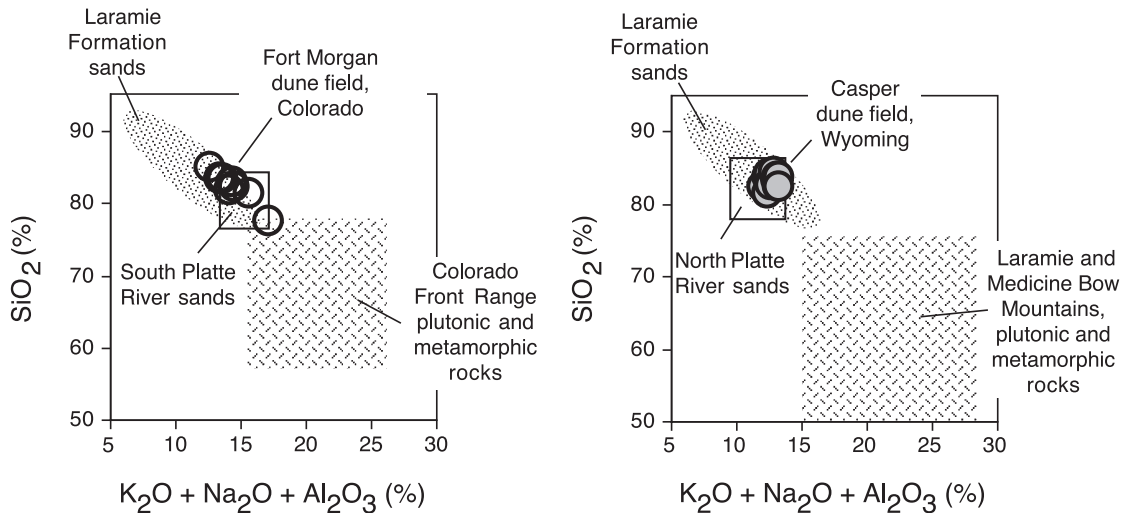 Laramie
Formation
sands
Fort Morgan
dune field,
Colorado
90
80
70
60
50
SiO₂ (%)
South Platte
River sands
Colorado
Front Range
plutonic and
metamorphic
rocks
5 10 15 20 25 30
K₂O + Na₂O + Al₂O₃ (%)
Laramie
Formation
sands
Casper
dune field,
Wyoming
90
80
70
60
50
SiO₂ (%)
North Platte
River sands
Laramie and
Medicine Bow
Mountains,
plutonic and
metamorphic
rocks
5 10 15 20 25 30
K₂O + Na₂O + Al₂O₃ (%)